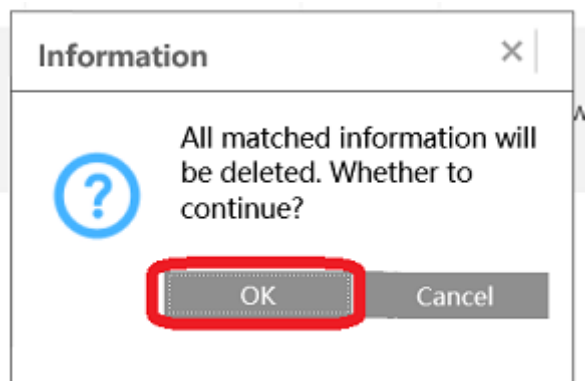 Information
All matched information will
be deleted. Whether to
continue?
OK
Cancel